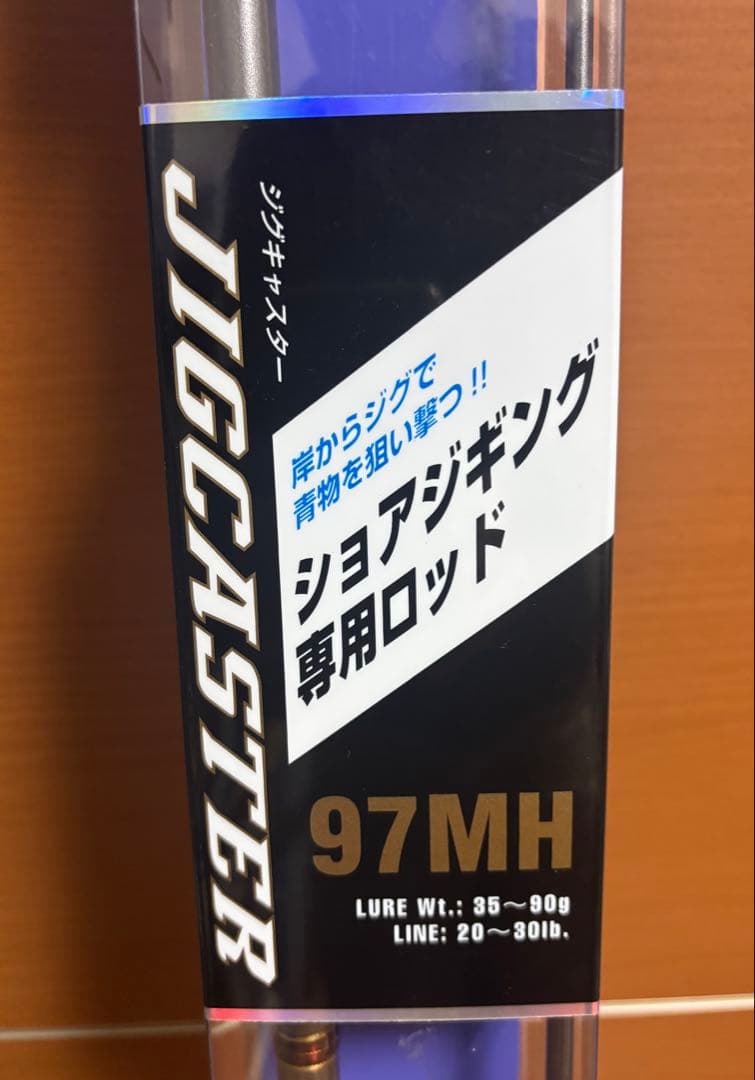 JIGCASTER
ジグキャスター
岸からジグで
青物を狙い撃つ!!
ショアジギング
専用ロッド
97MH
LURE Wt.: 35〜90g
LINE: 20〜30lb.